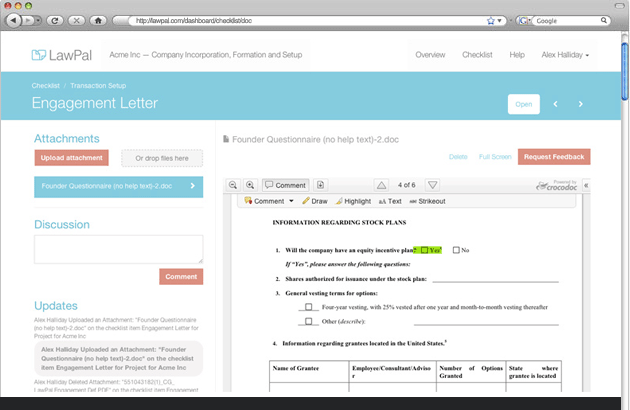 http://lawpal.com/dashboard/checklist/doc
Google
LawPal
Acme Inc — Company Incorporation, Formation and Setup
Overview
Checklist
Help
Alex Halliday
Checklist / Transaction Setup
Engagement Letter
Open
Attachments
Upload attachment
Or drop files here
Founder Questionnaire (no help text)-2.doc
Discussion
Comment
Updates
Alex Halliday Uploaded an Attachment: "Founder
Questionnaire (no help text)-2.doc" on the
checklist item Engagement Letter for
Project for Acme Inc
Alex Halliday Uploaded an Attachment: "Founder
Questionnaire (no help text)-2.doc" on the checklist
item Engagement Letter for Project for Acme Inc
Alex Halliday Deleted Attachment: "551043182(1)_CG_
Founder Questionnaire (no help text)-2.doc
Delete
Full Screen
Request Feedback
Comment
4 of 6
Powered by
crocodoc
Comment
Draw
Highlight
Text
Strikeout
INFORMATION REGARDING STOCK PLANS
1. Will the company have an equity incentive plan? Yes* No
If "Yes", please answer the following questions:
2. Shares authorized for issuance under the stock plan:
3. General vesting terms for options:
Four-year vesting, with 25% vested after one year and month-to-month vesting thereafter
Other (describe):
4. Information regarding grantees located in the United States.
Name of Grantee
Employee/Consultant/Advisor
Number of Options Granted
State where grantee is located